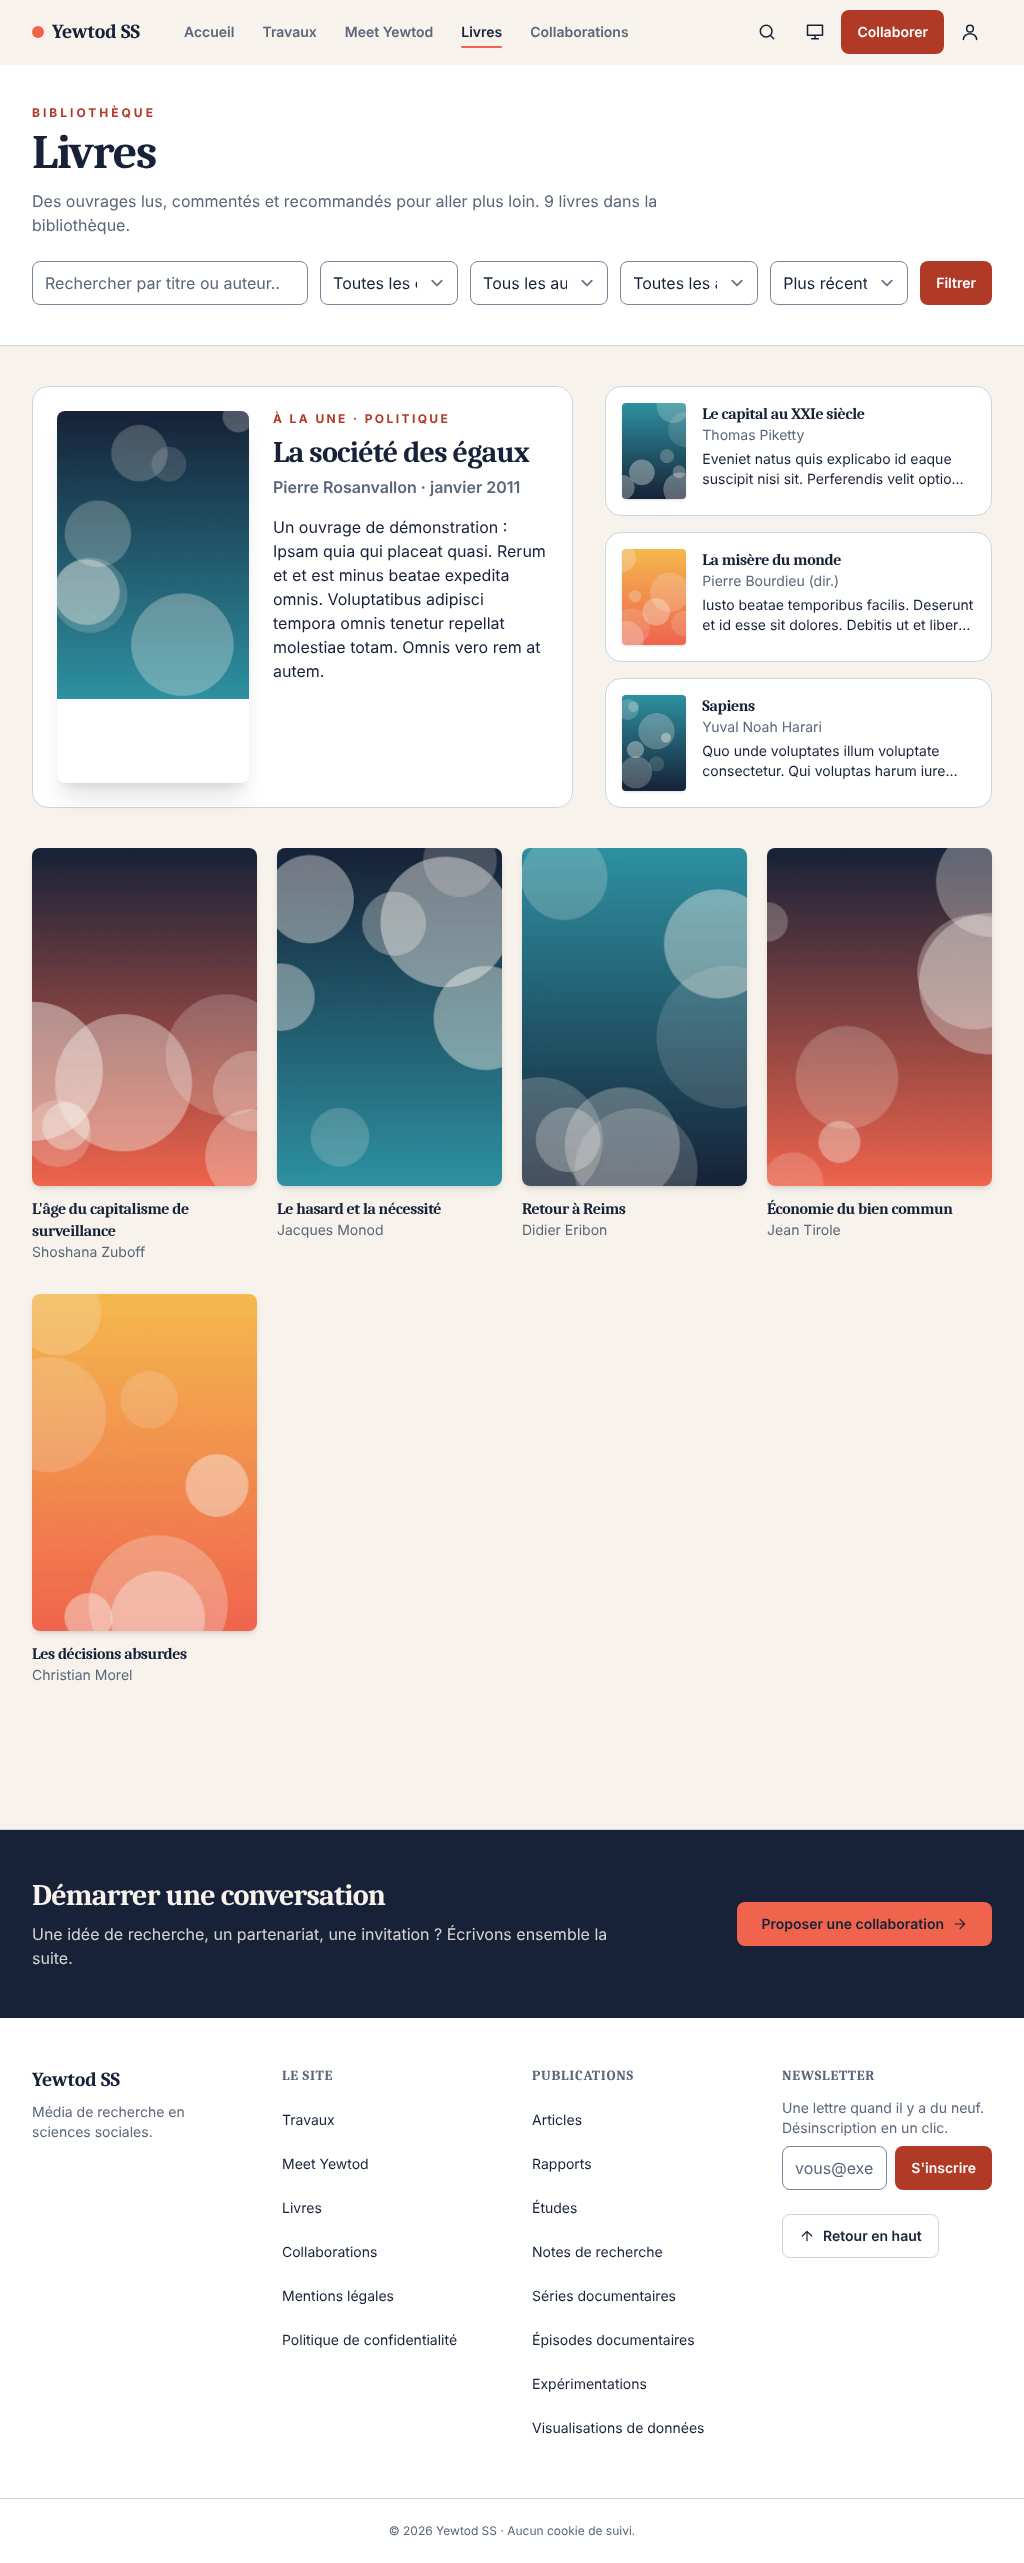 Yewtod SS
Accueil
Travaux
Meet Yewtod
Livres
Collaborations
Collaborer
BIBLIOTHÈQUE
Livres
Des ouvrages lus, commentés et recommandés pour aller plus loin. 9 livres dans la
bibliothèque.
Rechercher par titre ou auteur..
Toutes les
Tous les au
Toutes les
Plus récent
Filtrer
À LA UNE · POLITIQUE
La société des égaux
Pierre Rosanvallon · janvier 2011
Un ouvrage de démonstration :
Ipsam quia qui placeat quasi. Rerum
et et est minus beatae expedita
omnis. Voluptatibus adipisci
tempora omnis tenetur repellat
molestiae totam. Omnis vero rem at
autem.
Le capital au XXIe siècle
Thomas Piketty
Eveniet natus quis explicabo id eaque
suscipit nisi sit. Perferendis velit optio...
La misère du monde
Pierre Bourdieu (dir.)
Iusto beatae temporibus facilis. Deserunt
et id esse sit dolores. Debitis ut et liber...
Sapiens
Yuval Noah Harari
Quo unde voluptates illum voluptate
consectetur. Qui voluptas harum iure...
L'âge du capitalisme de
surveillance
Shoshana Zuboff
Le hasard et la nécessité
Jacques Monod
Retour à Reims
Didier Eribon
Économie du bien commun
Jean Tirole
Les décisions absurdes
Christian Morel
Démarrer une conversation
Une idée de recherche, un partenariat, une invitation ? Écrivons ensemble la
suite.
Proposer une collaboration
Yewtod SS
Média de recherche en
sciences sociales.
LE SITE
Travaux
Meet Yewtod
Livres
Collaborations
Mentions légales
Politique de confidentialité
PUBLICATIONS
Articles
Rapports
Études
Notes de recherche
Séries documentaires
Épisodes documentaires
Expérimentations
Visualisations de données
NEWSLETTER
Une lettre quand il y a du neuf.
Désinscription en un clic.
vous@exe
S'inscrire
Retour en haut
© 2026 Yewtod SS · Aucun cookie de suivi.